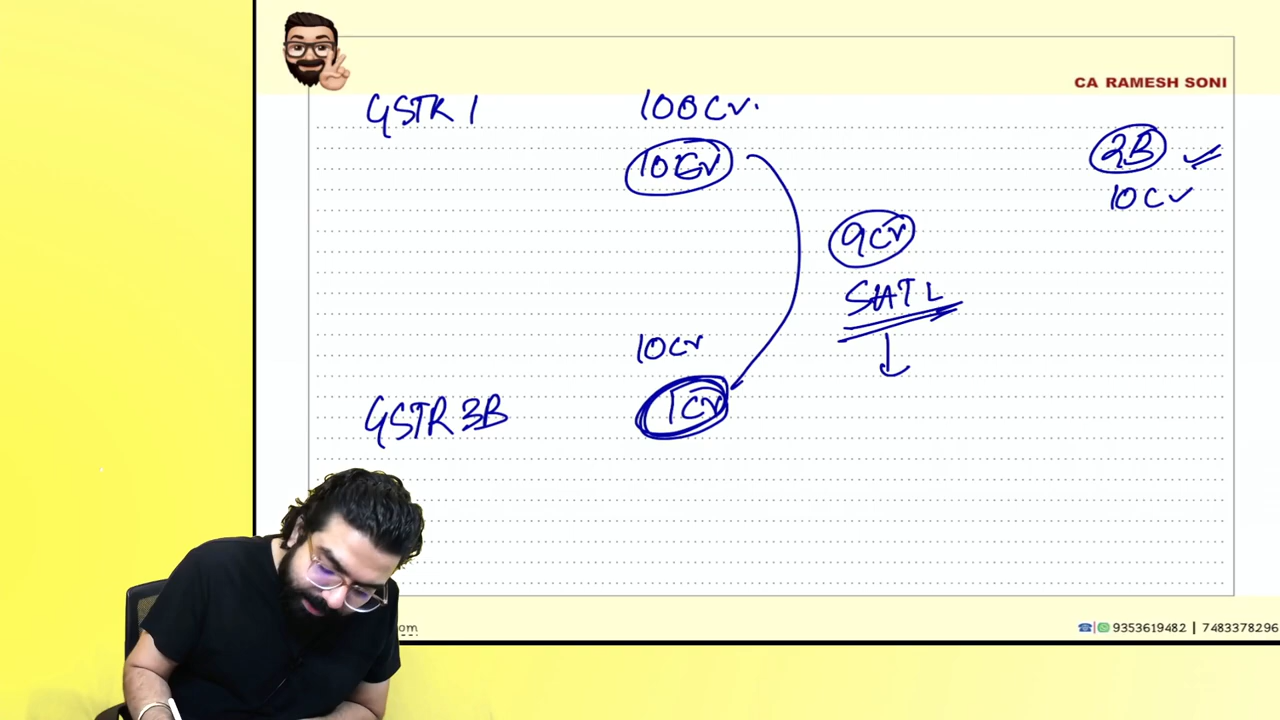 CA RAMESH SONI
GSTR 1 100 Cr.
10 Cr
2B
10 Cr
9 Cr
10 Cr
GSTR 3B 1 Cr
om
9353619482 | 7483378296